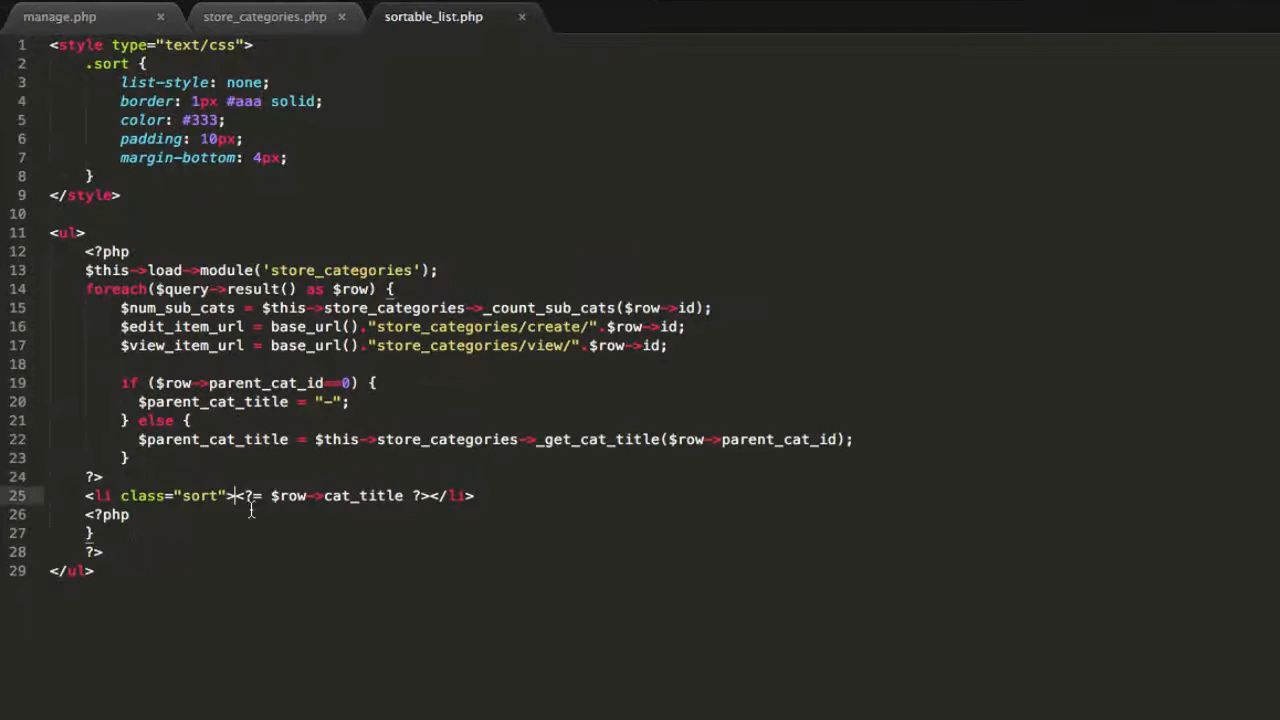 manage.php × store_categories.php × sortable_list.php ×
1 <style type="text/css">
2 .sort {
3 list-style: none;
4 border: 1px #aaa solid;
5 color: #333;
6 padding: 10px;
7 margin-bottom: 4px;
8 }
9 </style>
10
11 <ul>
12 <?php
13 $this->load->module('store_categories');
14 foreach($query->result() as $row) {
15 $num_sub_cats = $this->store_categories->_count_sub_cats($row->id);
16 $edit_item_url = base_url()."store_categories/create/".$row->id;
17 $view_item_url = base_url()."store_categories/view/".$row->id;
18
19 if ($row->parent_cat_id==0) {
20 $parent_cat_title = "-";
21 } else {
22 $parent_cat_title = $this->store_categories->_get_cat_title($row->parent_cat_id);
23 }
24 ?>
25 <li class="sort"><?= $row->cat_title ?></li>
26 <?php
27 }
28 ?>
29 </ul>